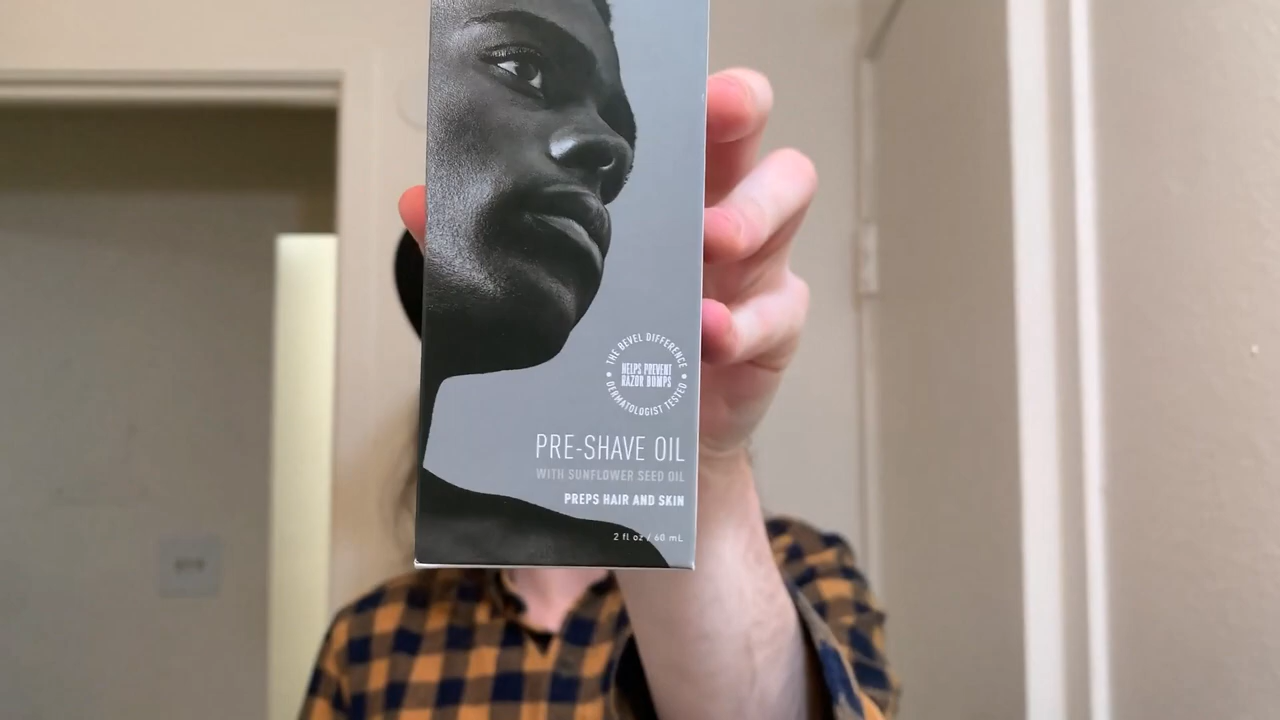 THE BEVEL DIFFERENCE
HELPS PREVENT
RAZOR BUMPS
DERMATOLOGIST TESTED
PRE-SHAVE OIL
WITH SUNFLOWER SEED OIL
PREPS HAIR AND SKIN
2 fl oz / 60 mL